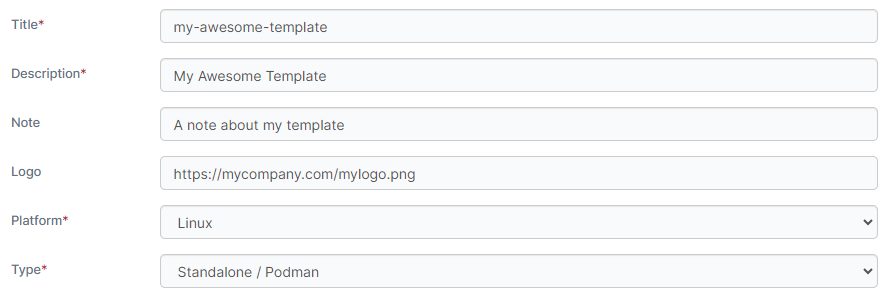 Title* my-awesome-template
Description* My Awesome Template
Note A note about my template
Logo https://mycompany.com/mylogo.png
Platform* Linux
Type* Standalone / Podman